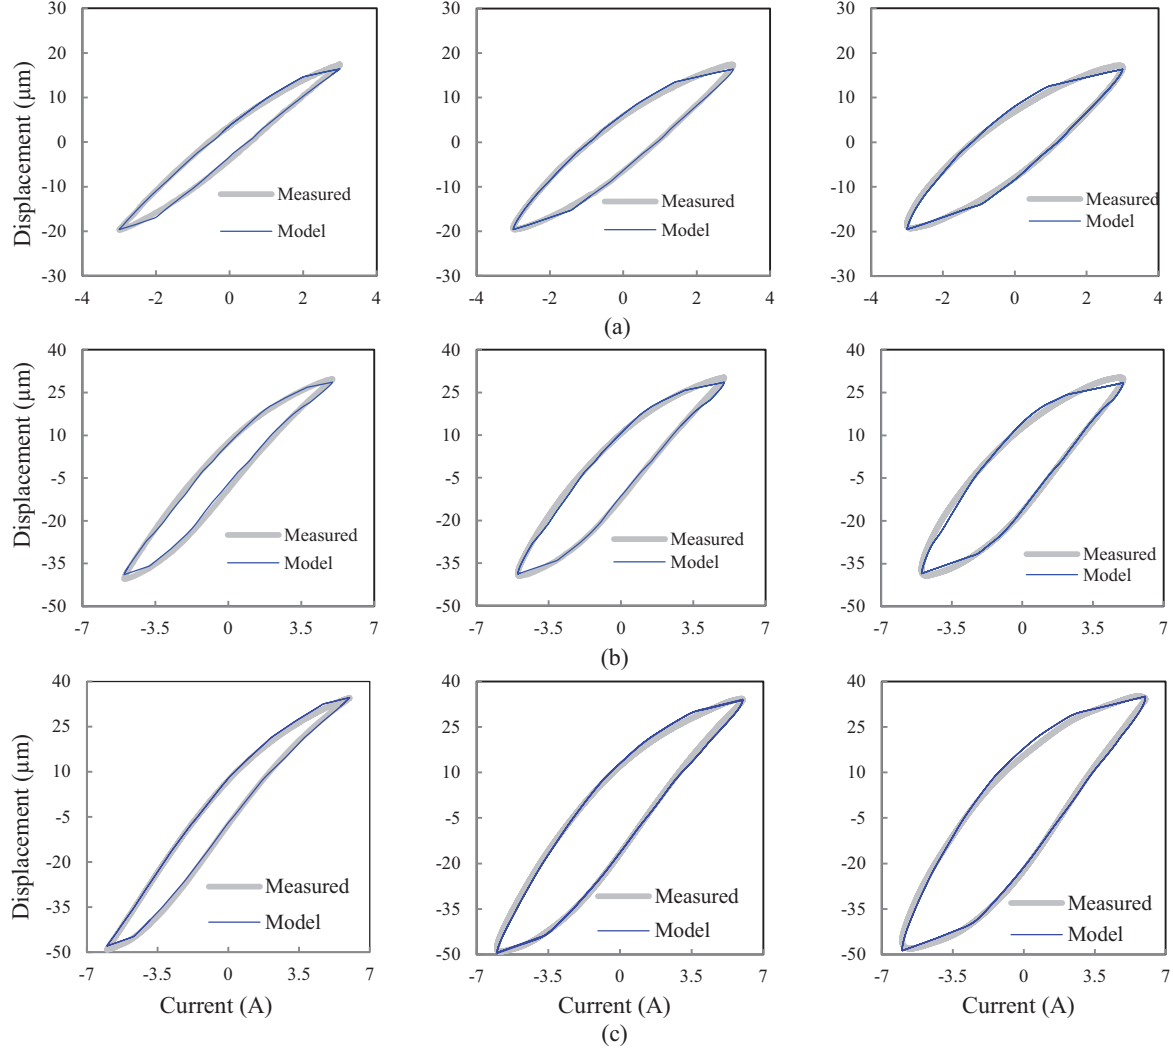 30
20
10
0
-10
-20
-30
-4 -2 0 2 4
Displacement (μm)
Measured
Model
30
20
10
0
-10
-20
-30
-4 -2 0 2 4
Measured
Model
30
20
10
0
-10
-20
-30
-4 -2 0 2 4
Measured
Model
(a)
40
25
10
-5
-20
-35
-50
-7 -3.5 0 3.5 7
Displacement (μm)
Measured
Model
40
25
10
-5
-20
-35
-50
-7 -3.5 0 3.5 7
Measured
Model
40
25
10
-5
-20
-35
-50
-7 -3.5 0 3.5 7
Measured
Model
(b)
40
25
10
-5
-20
-35
-50
-7 -3.5 0 3.5 7
Displacement (μm)
Current (A)
Measured
Model
40
25
10
-5
-20
-35
-50
-7 -3.5 0 3.5 7
Current (A)
Measured
Model
40
25
10
-5
-20
-35
-50
-7 -3.5 0 3.5 7
Current (A)
Measured
Model
(c)